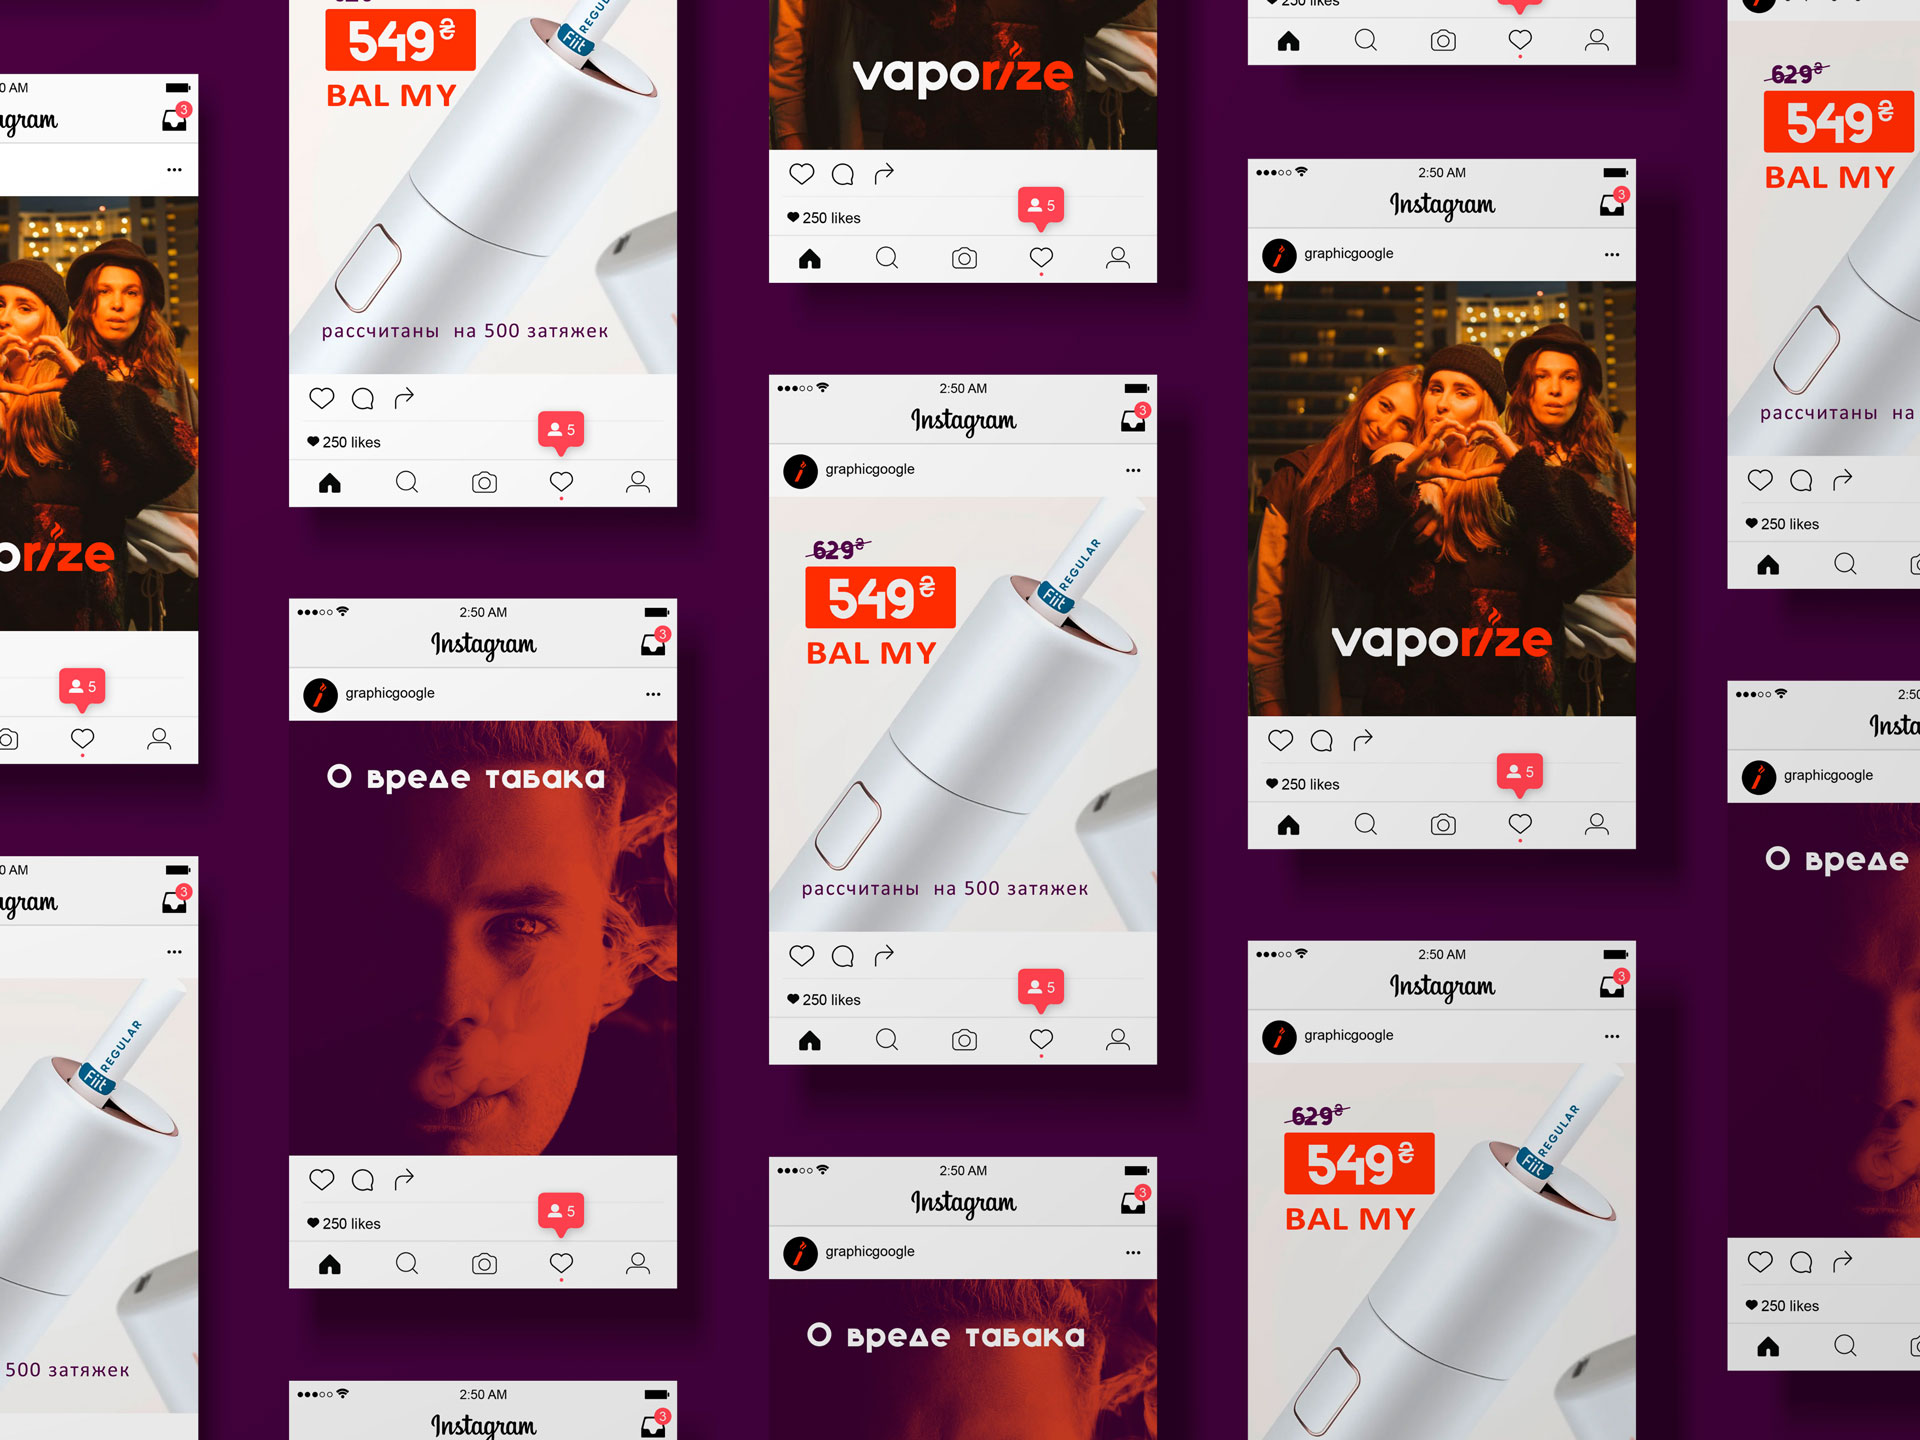 0 AM
agram
3
orize
5
0 AM
agram
3
REGULAR
Fiit
500 затяжек
549₴
BAL MY
REGULAR
Fiit
рассчитаны на 500 затяжек
250 likes
5
2:50 AM
Instagram
3
graphicgoogle
О вреде табака
250 likes
5
2:50 AM
Instagram
3
vaporize
250 likes
5
2:50 AM
Instagram
3
graphicgoogle
629₴
549₴
BAL MY
REGULAR
Fiit
рассчитаны на 500 затяжек
250 likes
5
2:50 AM
Instagram
3
graphicgoogle
О вреде табака
250 likes
2:50 AM
Instagram
3
graphicgoogle
vaporize
250 likes
5
2:50 AM
Instagram
3
graphicgoogle
629₴
549₴
BAL MY
REGULAR
Fiit
629₴
549₴
BAL MY
рассчитаны на
250 likes
2:50
Insta
graphicgoogle
О вреде
250 likes